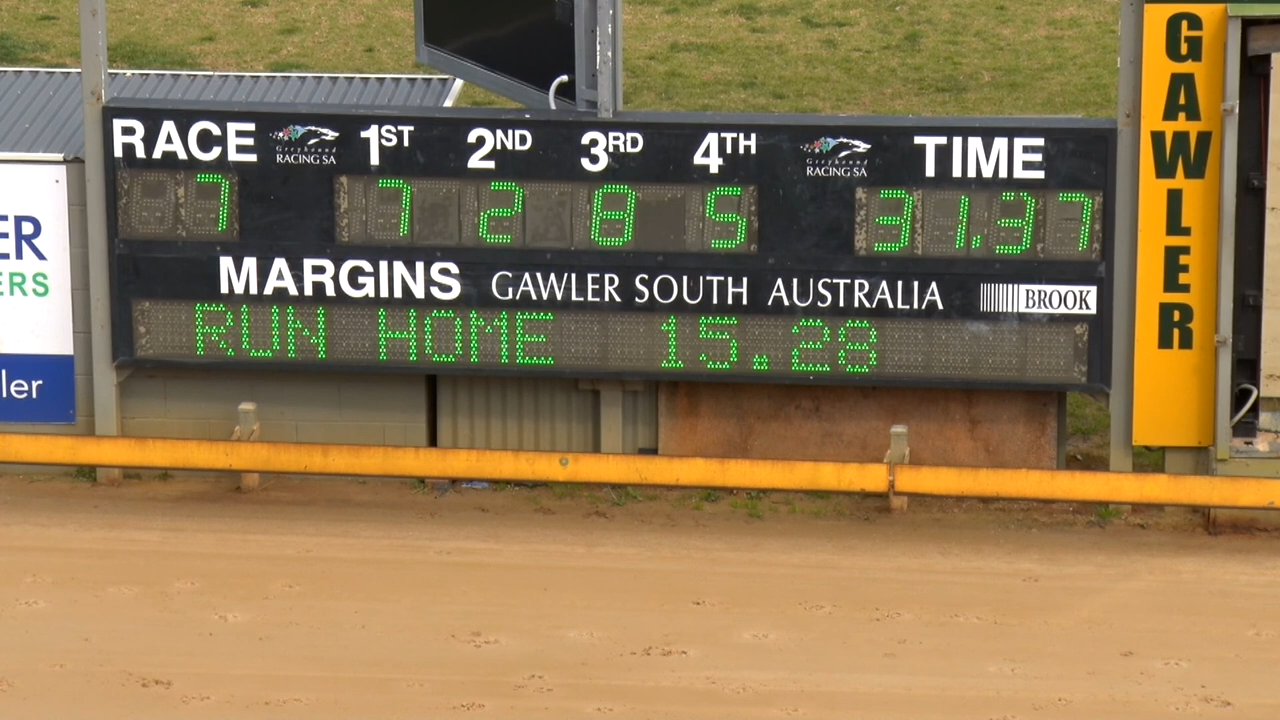 RACE 1ST 2ND 3RD 4TH TIME
Greyhound RACING SA Greyhound RACING SA
7 7 2 8 5 31.37
MARGINS GAWLER SOUTH AUSTRALIA BROOK
RUN HOME 15.28
GAWLER
ER
ERS
ler